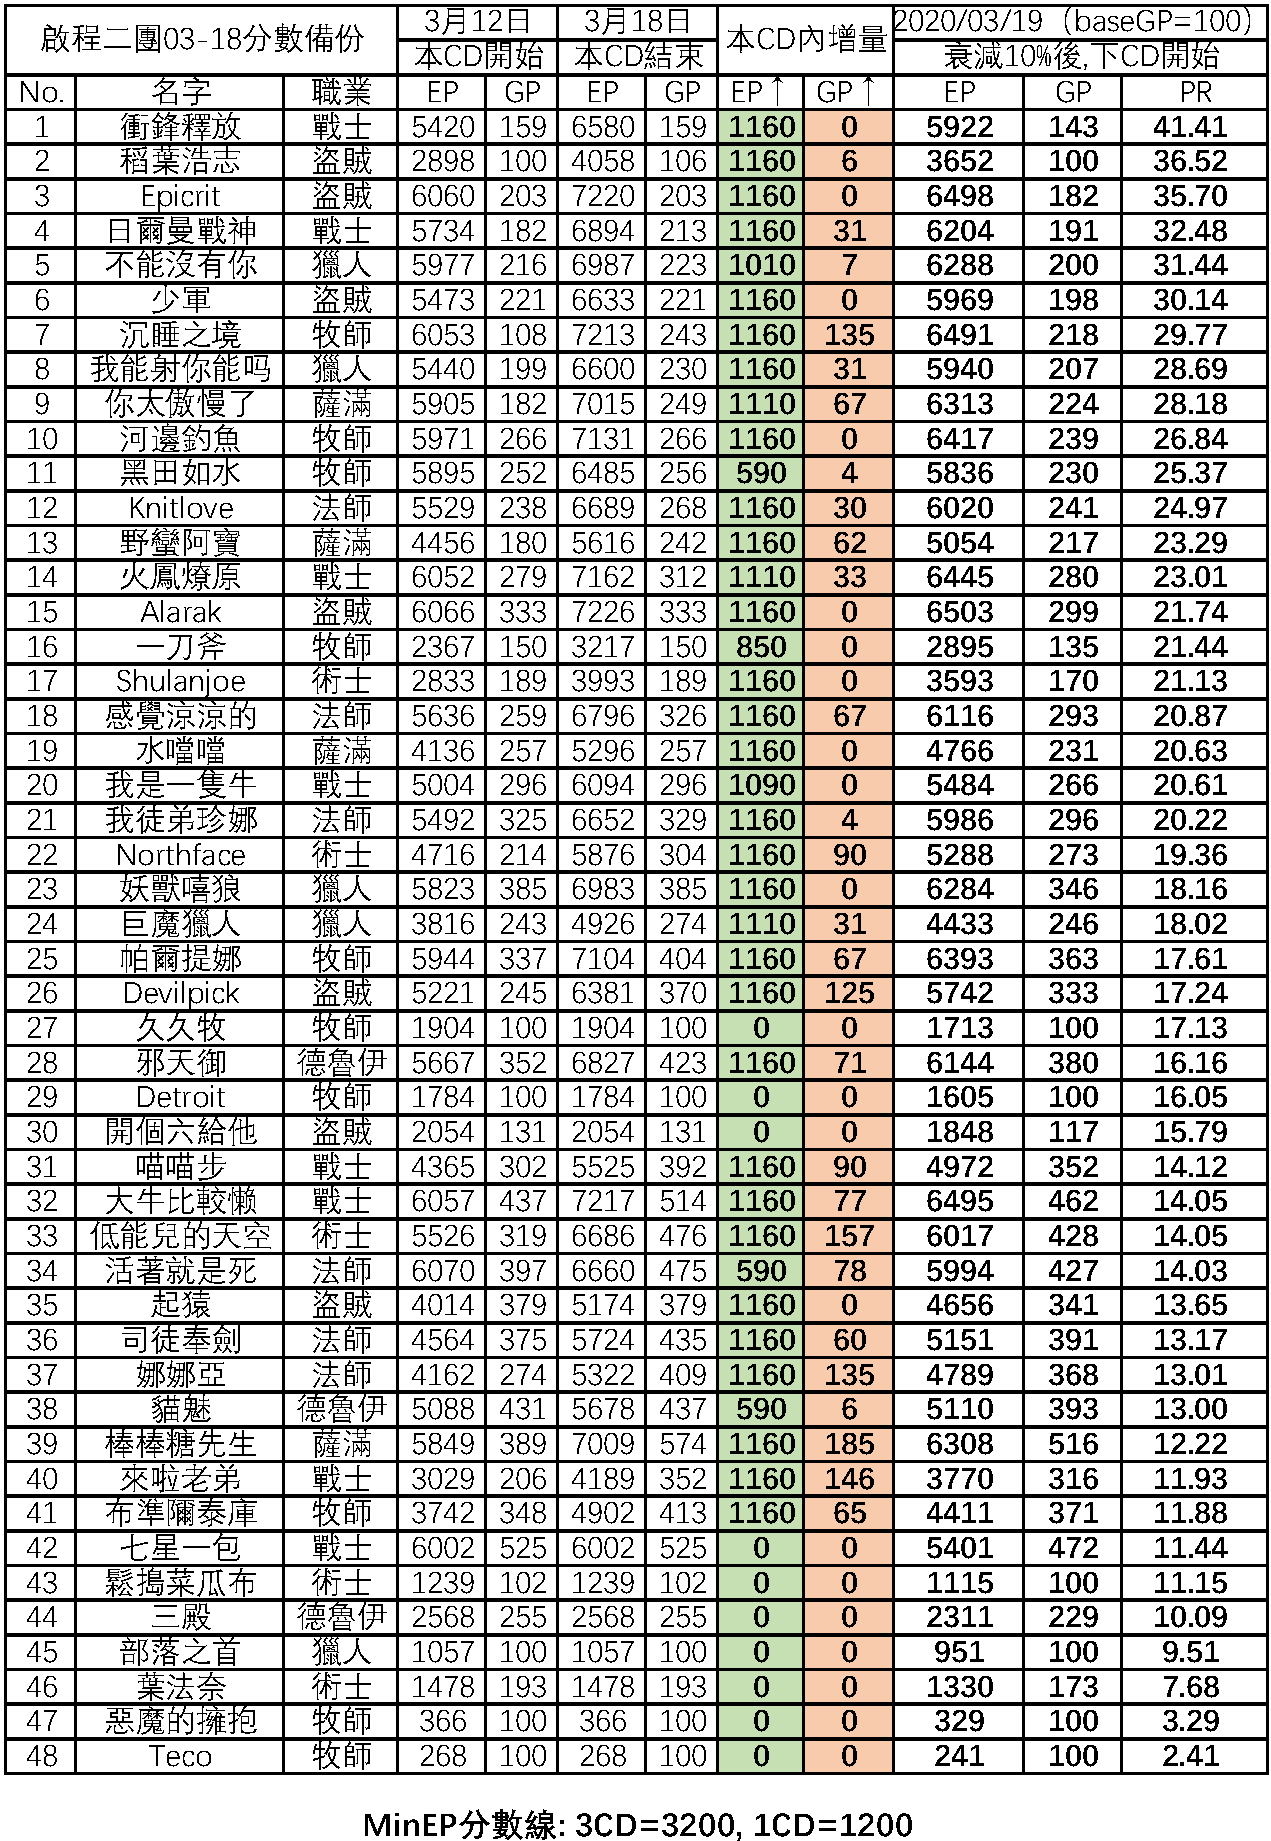 啟程二團03-18分數備份 3月12日 3月18日 本CD內增量 2020/03/19（baseGP=100）
本CD開始 本CD結束 衰減10%後,下CD開始
No. 名字 職業 EP GP EP GP EP↑ GP↑ EP GP PR
1 衝鋒釋放 戰士 5420 159 6580 159 1160 0 5922 143 41.41
2 稻葉浩志 盜賊 2898 100 4058 106 1160 6 3652 100 36.52
3 Epicrit 盜賊 6060 203 7220 203 1160 0 6498 182 35.70
4 日爾曼戰神 戰士 5734 182 6894 213 1160 31 6204 191 32.48
5 不能沒有你 獵人 5977 216 6987 223 1010 7 6288 200 31.44
6 少軍 盜賊 5473 221 6633 221 1160 0 5969 198 30.14
7 沉睡之境 牧師 6053 108 7213 243 1160 135 6491 218 29.77
8 我能射你能吗 獵人 5440 199 6600 230 1160 31 5940 207 28.69
9 你太傲慢了 薩滿 5905 182 7015 249 1110 67 6313 224 28.18
10 河邊釣魚 牧師 5971 266 7131 266 1160 0 6417 239 26.84
11 黑田如水 牧師 5895 252 6485 256 590 4 5836 230 25.37
12 Knitlove 法師 5529 238 6689 268 1160 30 6020 241 24.97
13 野蠻阿寶 薩滿 4456 180 5616 242 1160 62 5054 217 23.29
14 火鳳燎原 戰士 6052 279 7162 312 1110 33 6445 280 23.01
15 Alarak 盜賊 6066 333 7226 333 1160 0 6503 299 21.74
16 一刀斧 牧師 2367 150 3217 150 850 0 2895 135 21.44
17 Shulanjoe 術士 2833 189 3993 189 1160 0 3593 170 21.13
18 感覺涼涼的 法師 5636 259 6796 326 1160 67 6116 293 20.87
19 水噹噹 薩滿 4136 257 5296 257 1160 0 4766 231 20.63
20 我是一隻牛 戰士 5004 296 6094 296 1090 0 5484 266 20.61
21 我徒弟珍娜 法師 5492 325 6652 329 1160 4 5986 296 20.22
22 Northface 術士 4716 214 5876 304 1160 90 5288 273 19.36
23 妖獸嘻狼 獵人 5823 385 6983 385 1160 0 6284 346 18.16
24 巨魔獵人 獵人 3816 243 4926 274 1110 31 4433 246 18.02
25 帕爾提娜 牧師 5944 337 7104 404 1160 67 6393 363 17.61
26 Devilpick 盜賊 5221 245 6381 370 1160 125 5742 333 17.24
27 久久牧 牧師 1904 100 1904 100 0 0 1713 100 17.13
28 邪天御 德魯伊 5667 352 6827 423 1160 71 6144 380 16.16
29 Detroit 牧師 1784 100 1784 100 0 0 1605 100 16.05
30 開個六給他 盜賊 2054 131 2054 131 0 0 1848 117 15.79
31 喵喵步 戰士 4365 302 5525 392 1160 90 4972 352 14.12
32 大牛比較懶 戰士 6057 437 7217 514 1160 77 6495 462 14.05
33 低能兒的天空 術士 5526 319 6686 476 1160 157 6017 428 14.05
34 活著就是死 法師 6070 397 6660 475 590 78 5994 427 14.03
35 起猿 盜賊 4014 379 5174 379 1160 0 4656 341 13.65
36 司徒奉劍 法師 4564 375 5724 435 1160 60 5151 391 13.17
37 娜娜亞 法師 4162 274 5322 409 1160 135 4789 368 13.01
38 貓魅 德魯伊 5088 431 5678 437 590 6 5110 393 13.00
39 棒棒糖先生 薩滿 5849 389 7009 574 1160 185 6308 516 12.22
40 來啦老弟 戰士 3029 206 4189 352 1160 146 3770 316 11.93
41 布準彌泰庫 牧師 3742 348 4902 413 1160 65 4411 371 11.88
42 七星一包 戰士 6002 525 6002 525 0 0 5401 472 11.44
43 鬆搗菜瓜布 術士 1239 102 1239 102 0 0 1115 100 11.15
44 三殿 德魯伊 2568 255 2568 255 0 0 2311 229 10.09
45 部落之首 獵人 1057 100 1057 100 0 0 951 100 9.51
46 葉法奈 術士 1478 193 1478 193 0 0 1330 173 7.68
47 惡魔的擁抱 牧師 366 100 366 100 0 0 329 100 3.29
48 Teco 牧師 268 100 268 100 0 0 241 100 2.41
MinEP分數線: 3CD=3200, 1CD=1200